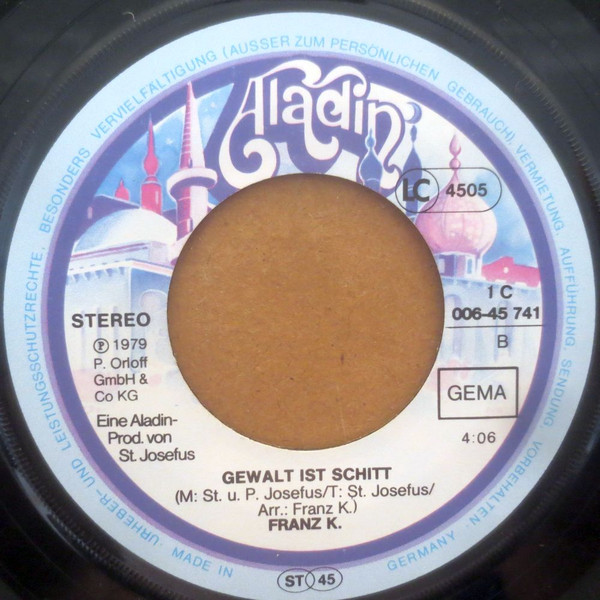 URHEBER- UND LEISTUNGSSCHUTZRECHTE, BESONDERS VERVIELFÄLTIGUNG (AUSSER ZUM PERSÖNLICHEN GEBRAUCH), VERMIETUNG, AUFFÜHRUNG, SENDUNG, VORBEHALTEN.
Aladin
LC 4505
STEREO
Ⓟ 1979
P. Orloff
GmbH &
Co KG
Eine Aladin-
Prod. von
St. Josefus
1 C
006-45 741
B
GEMA
4:06
GEWALT IST SCHITT
(M: St. u. P. Josefus/T: St. Josefus/
Arr.: Franz K.)
FRANZ K.
MADE IN
GERMANY. AY
ST 45